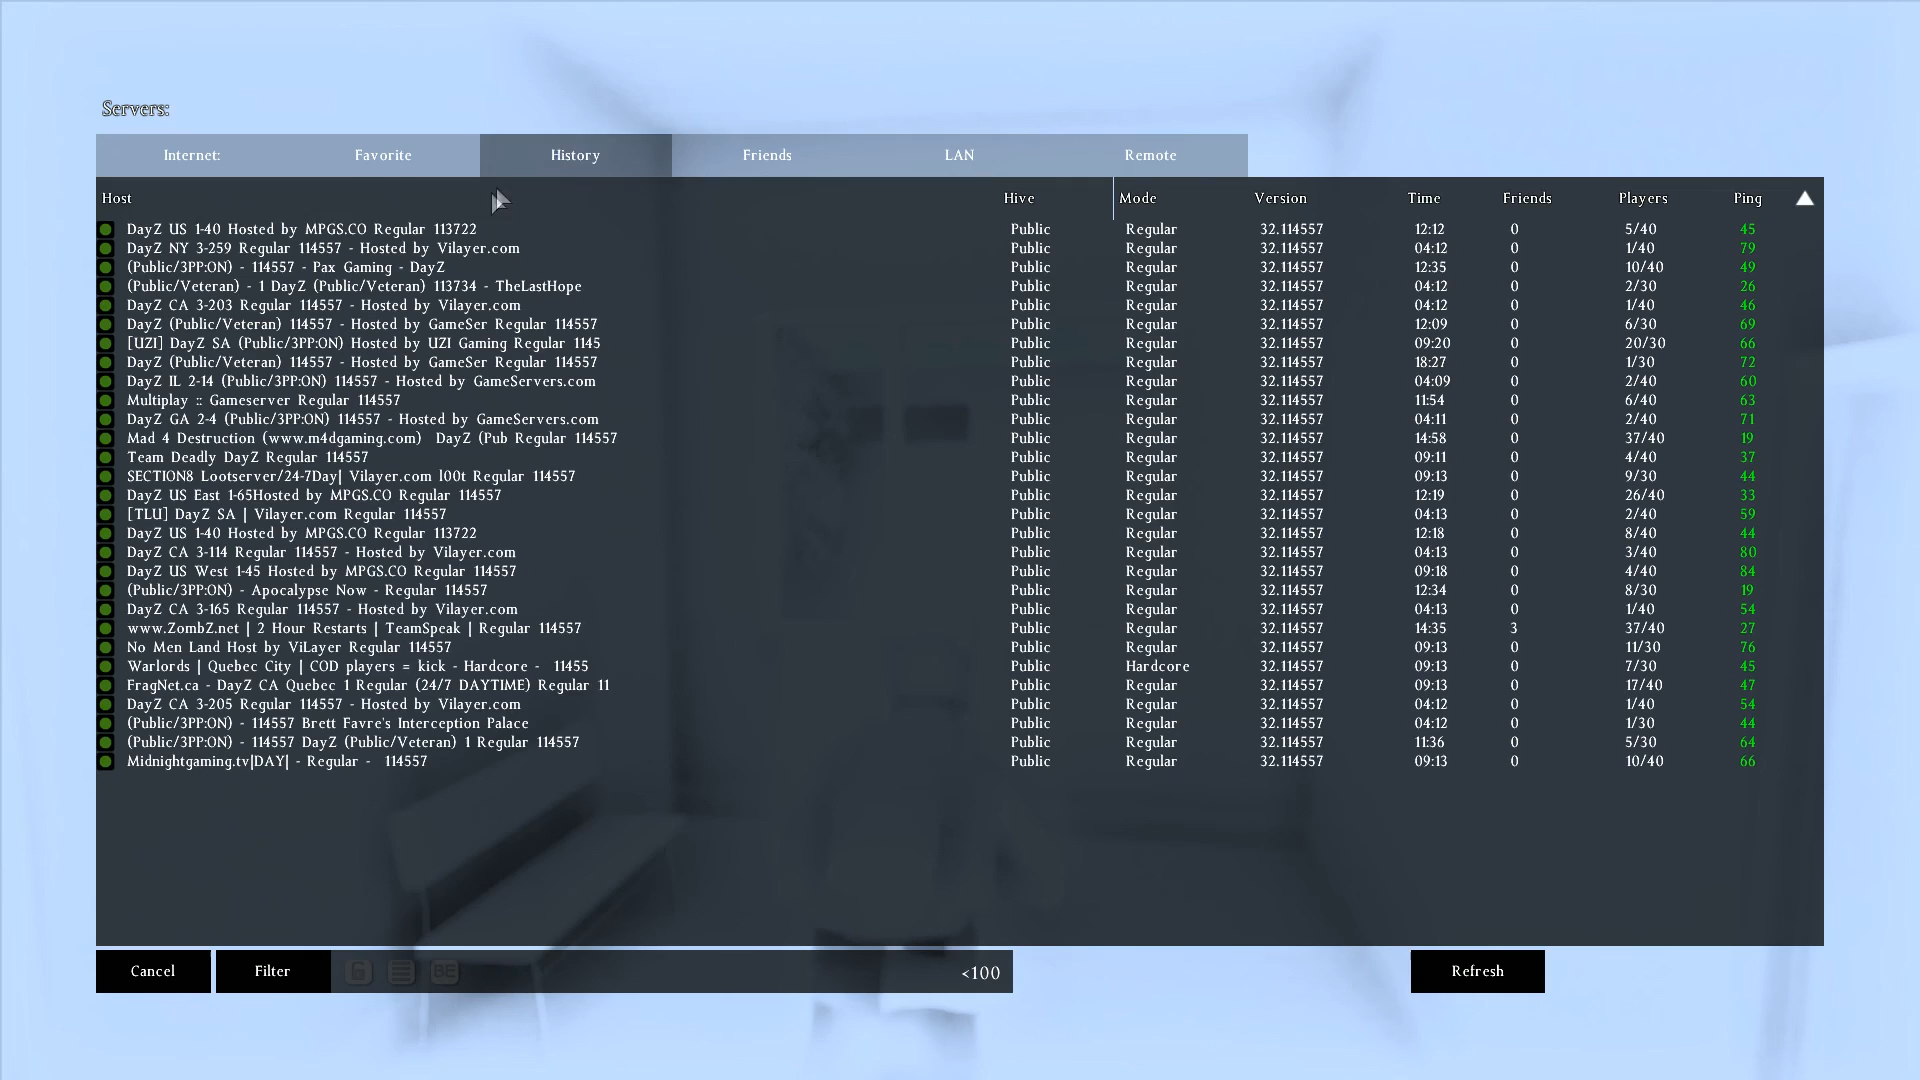 Servers:
Internet: Favorite History Friends LAN Remote
Host Hive Mode Version Time Friends Players Ping
DayZ US 1-40 Hosted by MPGS.CO Regular 113722 Public Regular 32.114557 12:12 0 5/40 45
DayZ NY 3-259 Regular 114557 - Hosted by Vilayer.com Public Regular 32.114557 04:12 0 1/40 79
(Public/3PP:ON) - 114557 - Pax Gaming - DayZ Public Regular 32.114557 12:35 0 10/40 49
(Public/Veteran) - 1 DayZ (Public/Veteran) 113734 - TheLastHope Public Regular 32.114557 04:12 0 2/30 26
DayZ CA 3-203 Regular 114557 - Hosted by Vilayer.com Public Regular 32.114557 04:12 0 1/40 46
DayZ (Public/Veteran) 114557 - Hosted by GameSer Regular 114557 Public Regular 32.114557 12:09 0 6/30 69
[UZI] DayZ SA (Public/3PP:ON) Hosted by UZI Gaming Regular 1145 Public Regular 32.114557 09:20 0 20/30 66
DayZ (Public/Veteran) 114557 - Hosted by GameSer Regular 114557 Public Regular 32.114557 18:27 0 1/30 72
DayZ IL 2-14 (Public/3PP:ON) 114557 - Hosted by GameServers.com Public Regular 32.114557 04:09 0 2/40 60
Multiplay :: Gameserver Regular 114557 Public Regular 32.114557 11:54 0 6/40 63
DayZ GA 2-4 (Public/3PP:ON) 114557 - Hosted by GameServers.com Public Regular 32.114557 04:11 0 2/40 71
Mad 4 Destruction (www.m4dgaming.com) DayZ (Pub Regular 114557 Public Regular 32.114557 14:58 0 37/40 19
Team Deadly DayZ Regular 114557 Public Regular 32.114557 09:11 0 4/40 37
SECTION8 Lootserver/24-7Day| Vilayer.com l00t Regular 114557 Public Regular 32.114557 09:13 0 9/30 44
DayZ US East 1-65Hosted by MPGS.CO Regular 114557 Public Regular 32.114557 12:19 0 26/40 33
[TLU] DayZ SA | Vilayer.com Regular 114557 Public Regular 32.114557 04:13 0 2/40 59
DayZ US 1-40 Hosted by MPGS.CO Regular 113722 Public Regular 32.114557 12:18 0 8/40 44
DayZ CA 3-114 Regular 114557 - Hosted by Vilayer.com Public Regular 32.114557 04:13 0 3/40 80
DayZ US West 1-45 Hosted by MPGS.CO Regular 114557 Public Regular 32.114557 09:18 0 4/40 84
(Public/3PP:ON) - Apocalypse Now - Regular 114557 Public Regular 32.114557 12:34 0 8/30 19
DayZ CA 3-165 Regular 114557 - Hosted by Vilayer.com Public Regular 32.114557 04:13 0 1/40 54
www.ZombZ.net | 2 Hour Restarts | TeamSpeak | Regular 114557 Public Regular 32.114557 14:35 3 37/40 27
No Men Land Host by ViLayer Regular 114557 Public Regular 32.114557 09:13 0 11/30 76
Warlords | Quebec City | COD players = kick - Hardcore - 11455 Public Hardcore 32.114557 09:13 0 7/30 45
FragNet.ca - DayZ CA Quebec 1 Regular (24/7 DAYTIME) Regular 11 Public Regular 32.114557 09:13 0 17/40 47
DayZ CA 3-205 Regular 114557 - Hosted by Vilayer.com Public Regular 32.114557 04:12 0 1/40 54
(Public/3PP:ON) - 114557 Brett Favre's Interception Palace Public Regular 32.114557 04:12 0 1/30 44
(Public/3PP:ON) - 114557 DayZ (Public/Veteran) 1 Regular 114557 Public Regular 32.114557 11:36 0 5/30 64
Midnightgaming.tv|DAY| - Regular - 114557 Public Regular 32.114557 09:13 0 10/40 66
Cancel Filter BE <100 Refresh